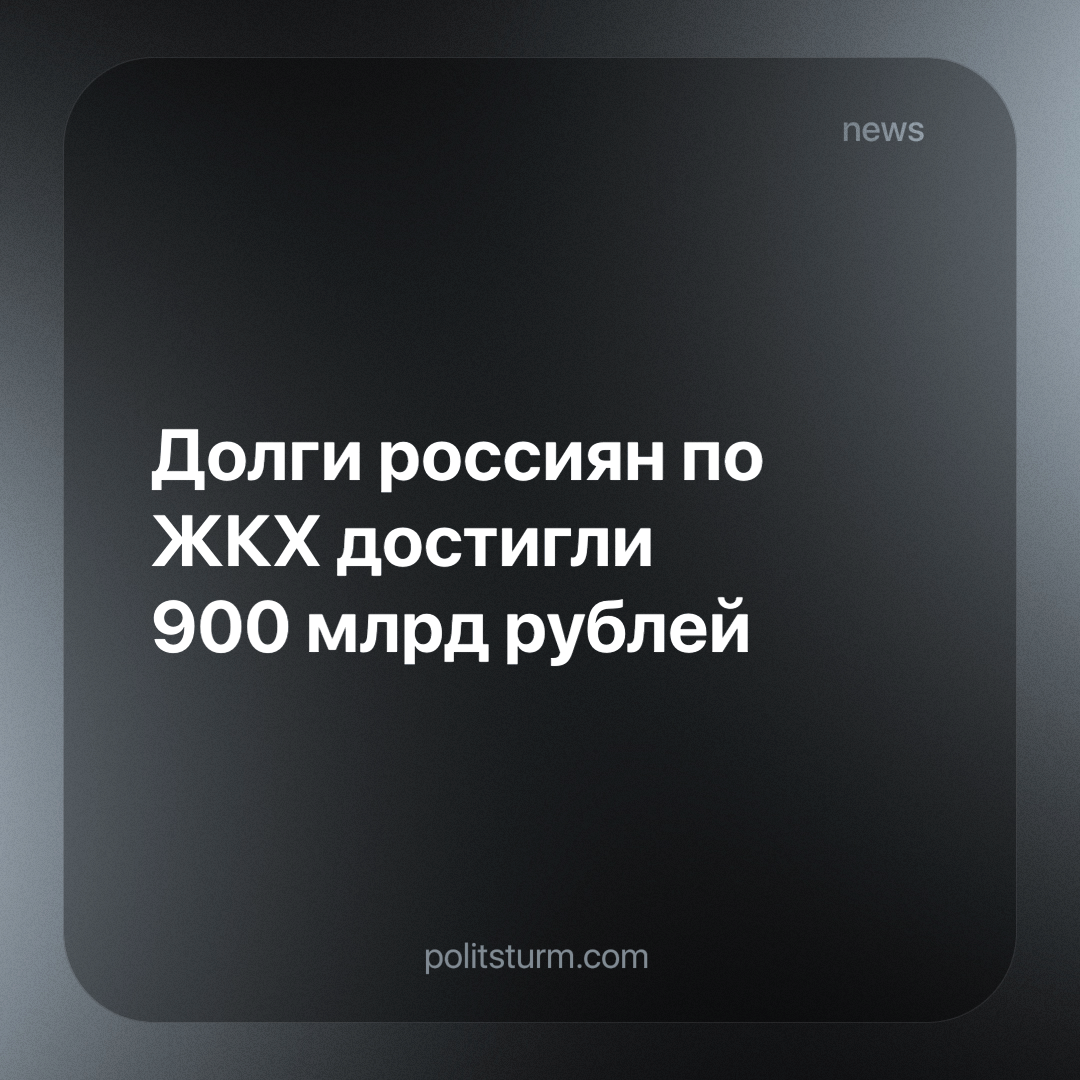 news
Долги россиян по
ЖКХ достигли
900 млрд рублей
politsturm.com